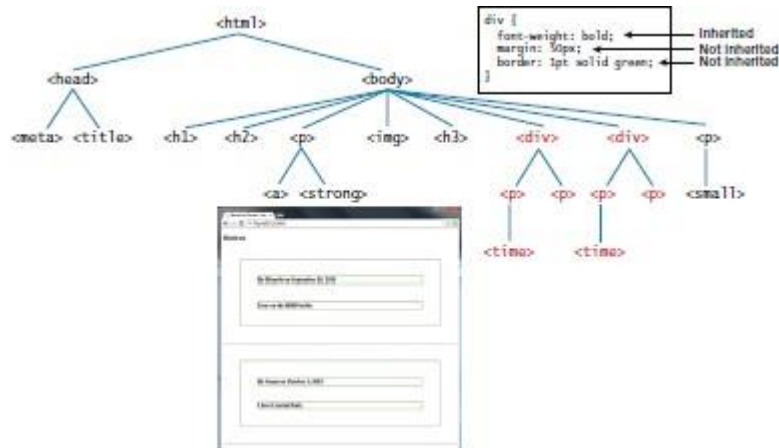 <html>
div {
font-weight: bold;
margin: 50px;
border: 1pt solid green;
}
Inherited
Not inherited
Not inherited
<head>
<body>
<meta> <title> <h1> <h2> <p> <img> <h3> <div> <div> <p>
<a> <strong> <p> <p> <p> <p> <small>
<time> <time>
Reviews